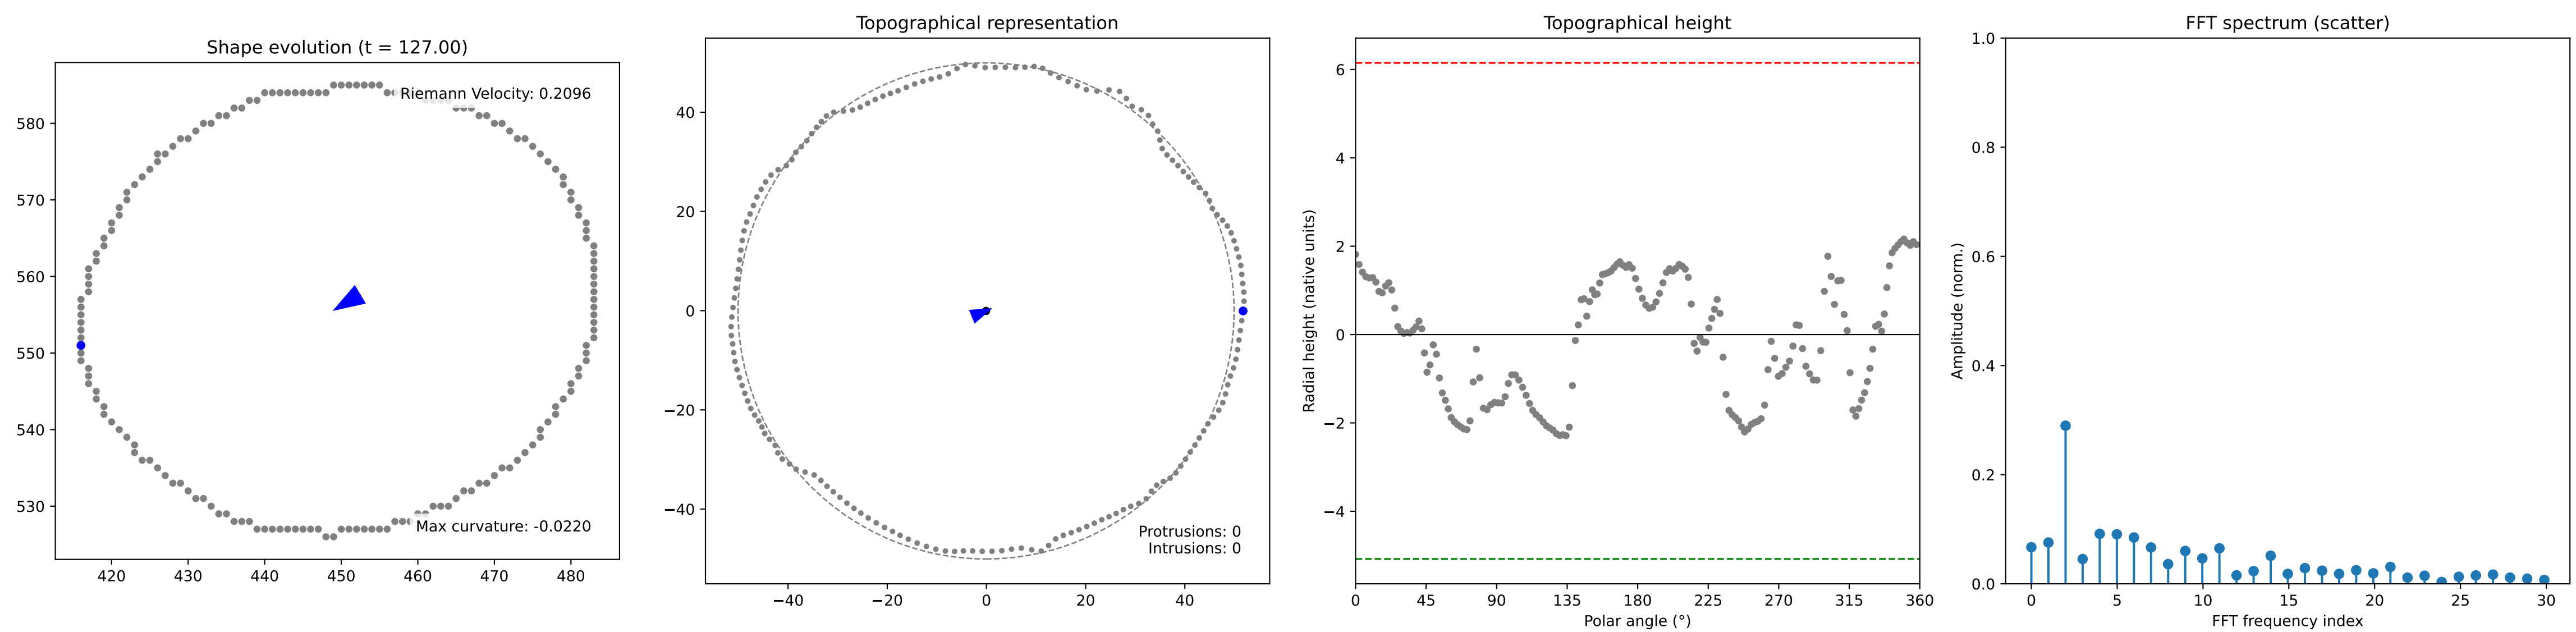 Shape evolution (t = 127.00)
Riemann Velocity: 0.2096
Max curvature: -0.0220
580
570
560
550
540
530
420 430 440 450 460 470 480
Topographical representation
40
20
0
−20
−40
−40 −20 0 20 40
Protrusions: 0
Intrusions: 0
Topographical height
Radial height (native units)
6
4
2
0
−2
−4
0 45 90 135 180 225 270 315 360
Polar angle (°)
FFT spectrum (scatter)
Amplitude (norm.)
1.0
0.8
0.6
0.4
0.2
0.0
0 5 10 15 20 25 30
FFT frequency index